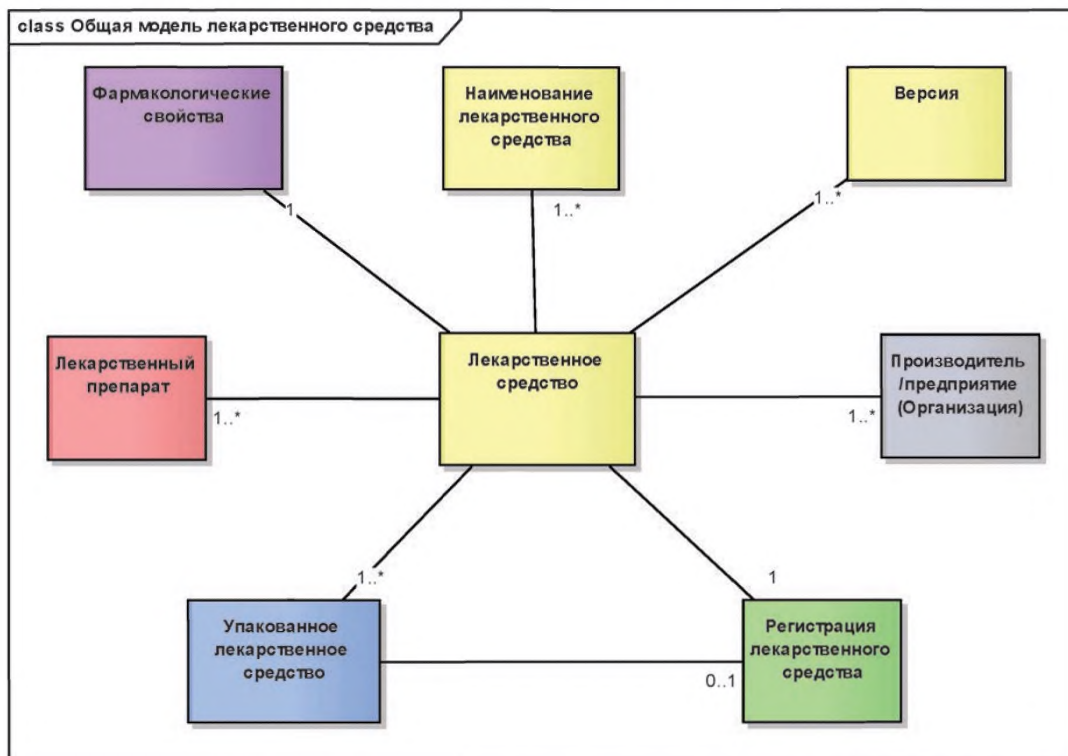 class Общая модель лекарственного средства
Фармакологические
свойства
Наименование
лекарственного
средства
Версия
1
1..*
1..*
Лекарственный
препарат
Лекарственное
средство
Производитель
/предприятие
(Организация)
1..*
1..*
1..*
1
Упакованное
лекарственное
средство
Регистрация
лекарственного
средства
0..1